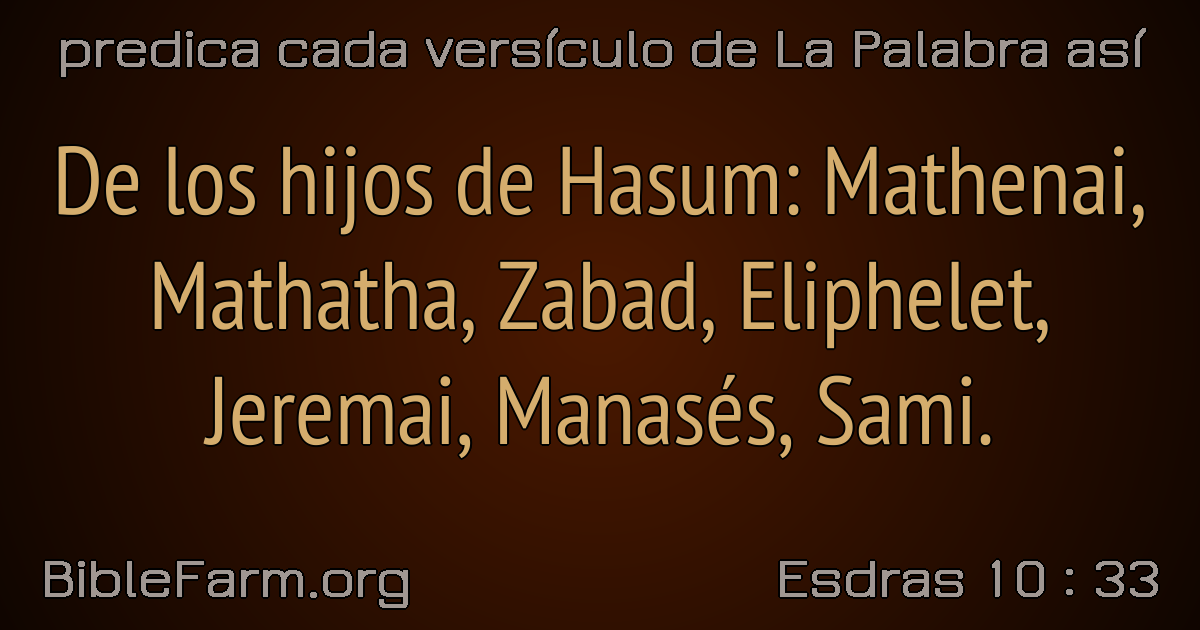 predica cada versículo de La Palabra así
De los hijos de Hasum: Mathenai,
Mathatha, Zabad, Eliphelet,
Jeremai, Manasés, Sami.
BibleFarm.org
Esdras 10 : 33